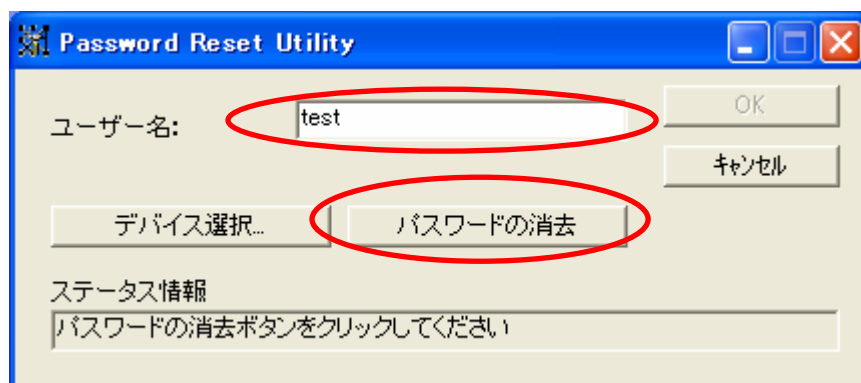 Password Reset Utility
ユーザー名:
test
OK
キャンセル
デバイス選択...
パスワードの消去
ステータス情報
パスワードの消去ボタンをクリックしてください